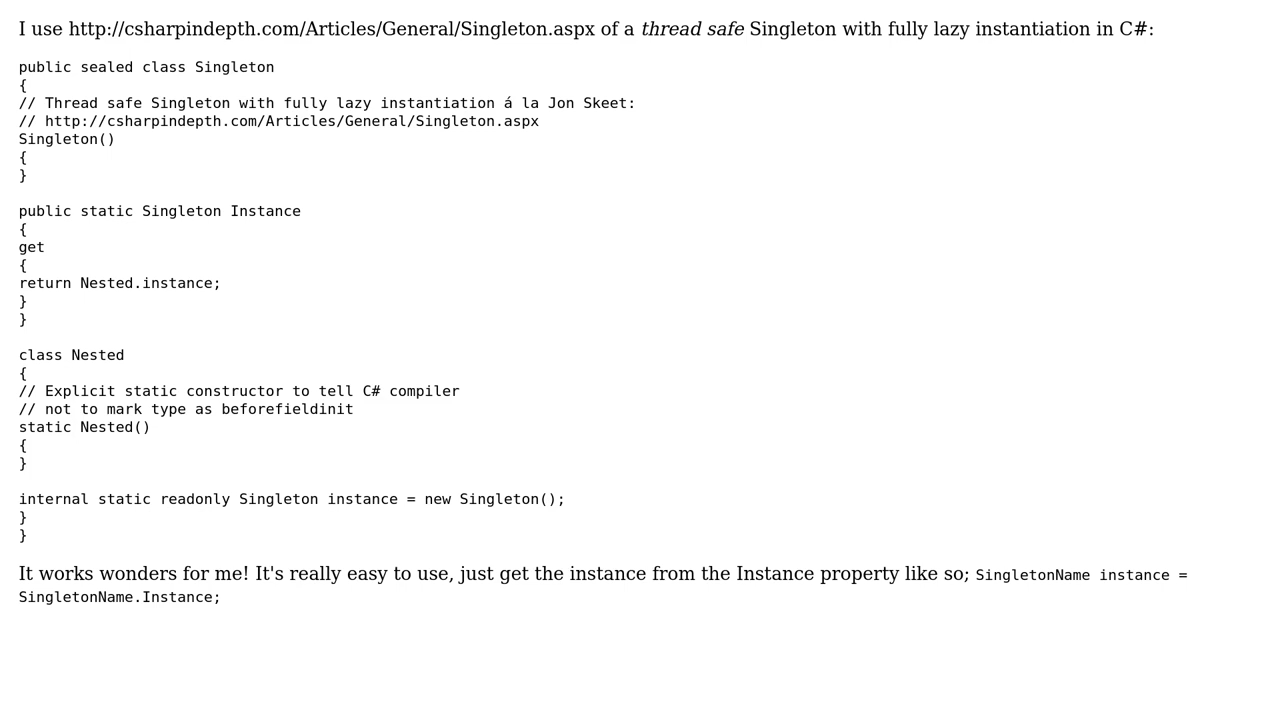 I use http://csharpindepth.com/Articles/General/Singleton.aspx of a thread safe Singleton with fully lazy instantiation in C#:
public sealed class Singleton
{
// Thread safe Singleton with fully lazy instantiation á la Jon Skeet:
// http://csharpindepth.com/Articles/General/Singleton.aspx
Singleton()
{
}
public static Singleton Instance
{
get
{
return Nested.instance;
}
}
class Nested
{
// Explicit static constructor to tell C# compiler
// not to mark type as beforefieldinit
static Nested()
{
}
internal static readonly Singleton instance = new Singleton();
}
}
It works wonders for me! It's really easy to use, just get the instance from the Instance property like so; SingletonName instance =
SingletonName.Instance;